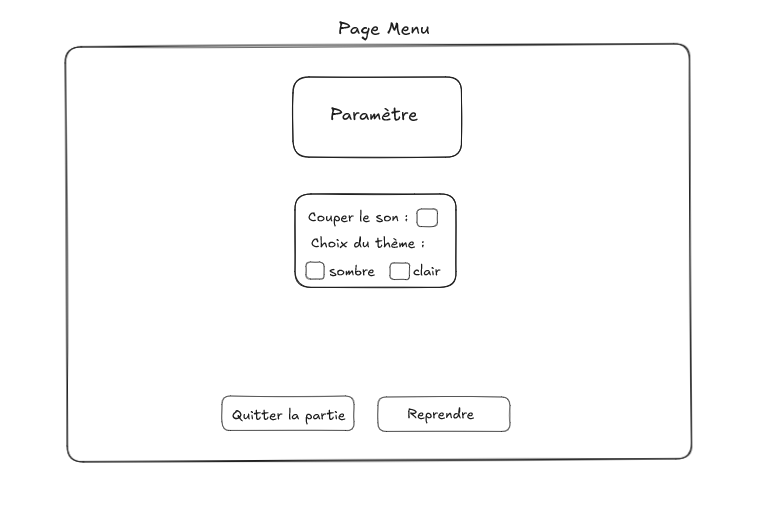 Page Menu
Paramètre
Couper le son :
Choix du thème :
sombre clair
Quitter la partie Reprendre